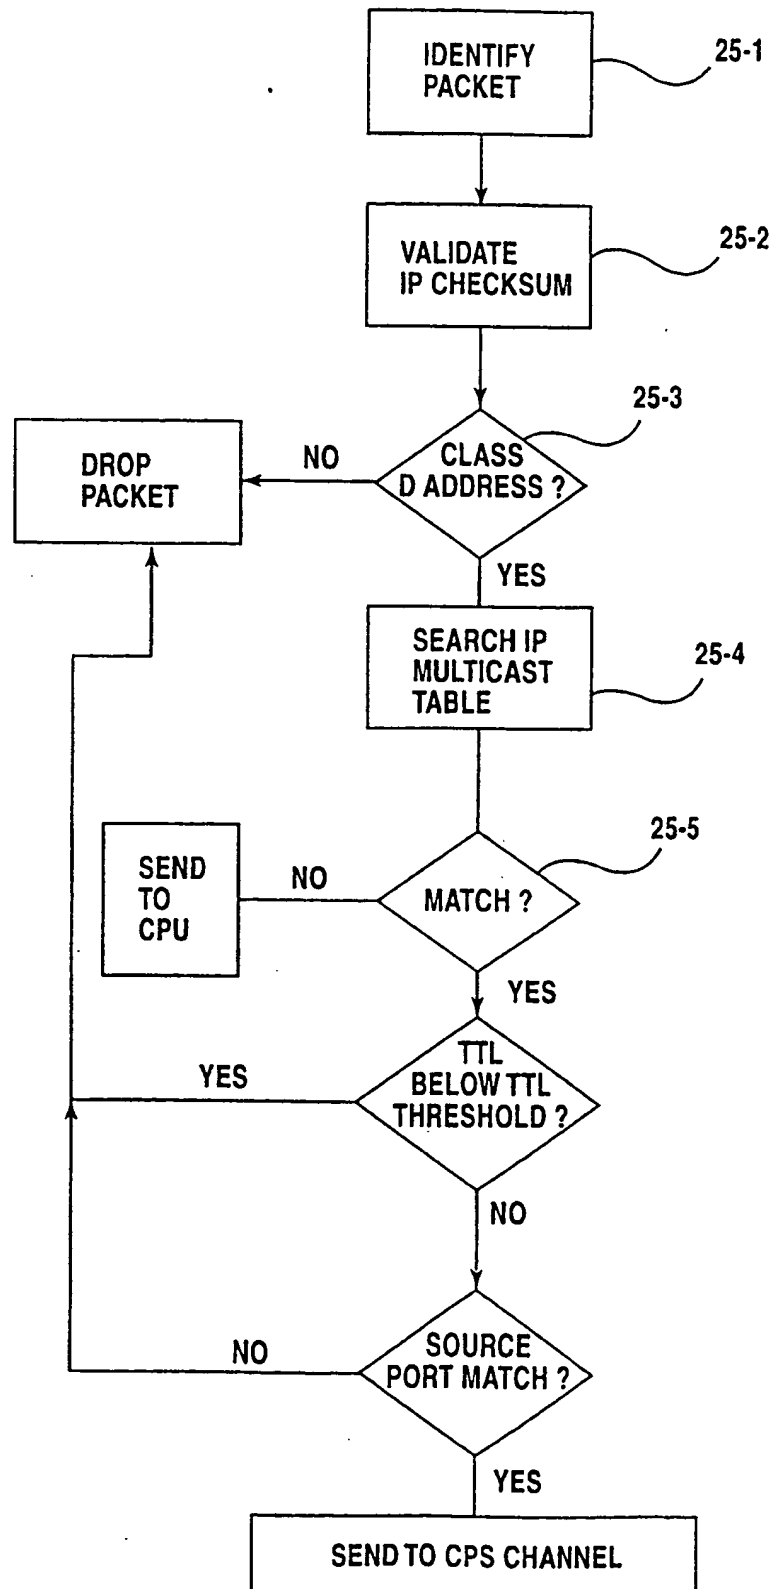 IDENTIFY
PACKET
25-1
VALIDATE
IP CHECKSUM
25-2
CLASS
D ADDRESS ?
25-3
NO
DROP
PACKET
YES
SEARCH IP
MULTICAST
TABLE
25-4
MATCH ?
25-5
NO
SEND
TO
CPU
YES
TTL
BELOW TTL
THRESHOLD ?
YES
NO
SOURCE
PORT MATCH ?
NO
YES
SEND TO CPS CHANNEL